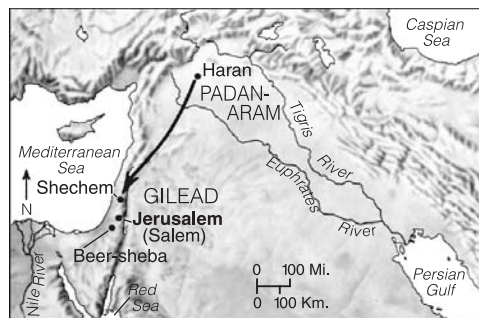 Caspian
Sea
Haran
PADAN-
ARAM
Tigris
River
Mediterranean
Sea
Shechem
GILEAD
Euphrates
River
N
Jerusalem
(Salem)
Beer-sheba
Nile River
Red
Sea
0 100 Mi.
0 100 Km.
Persian
Gulf